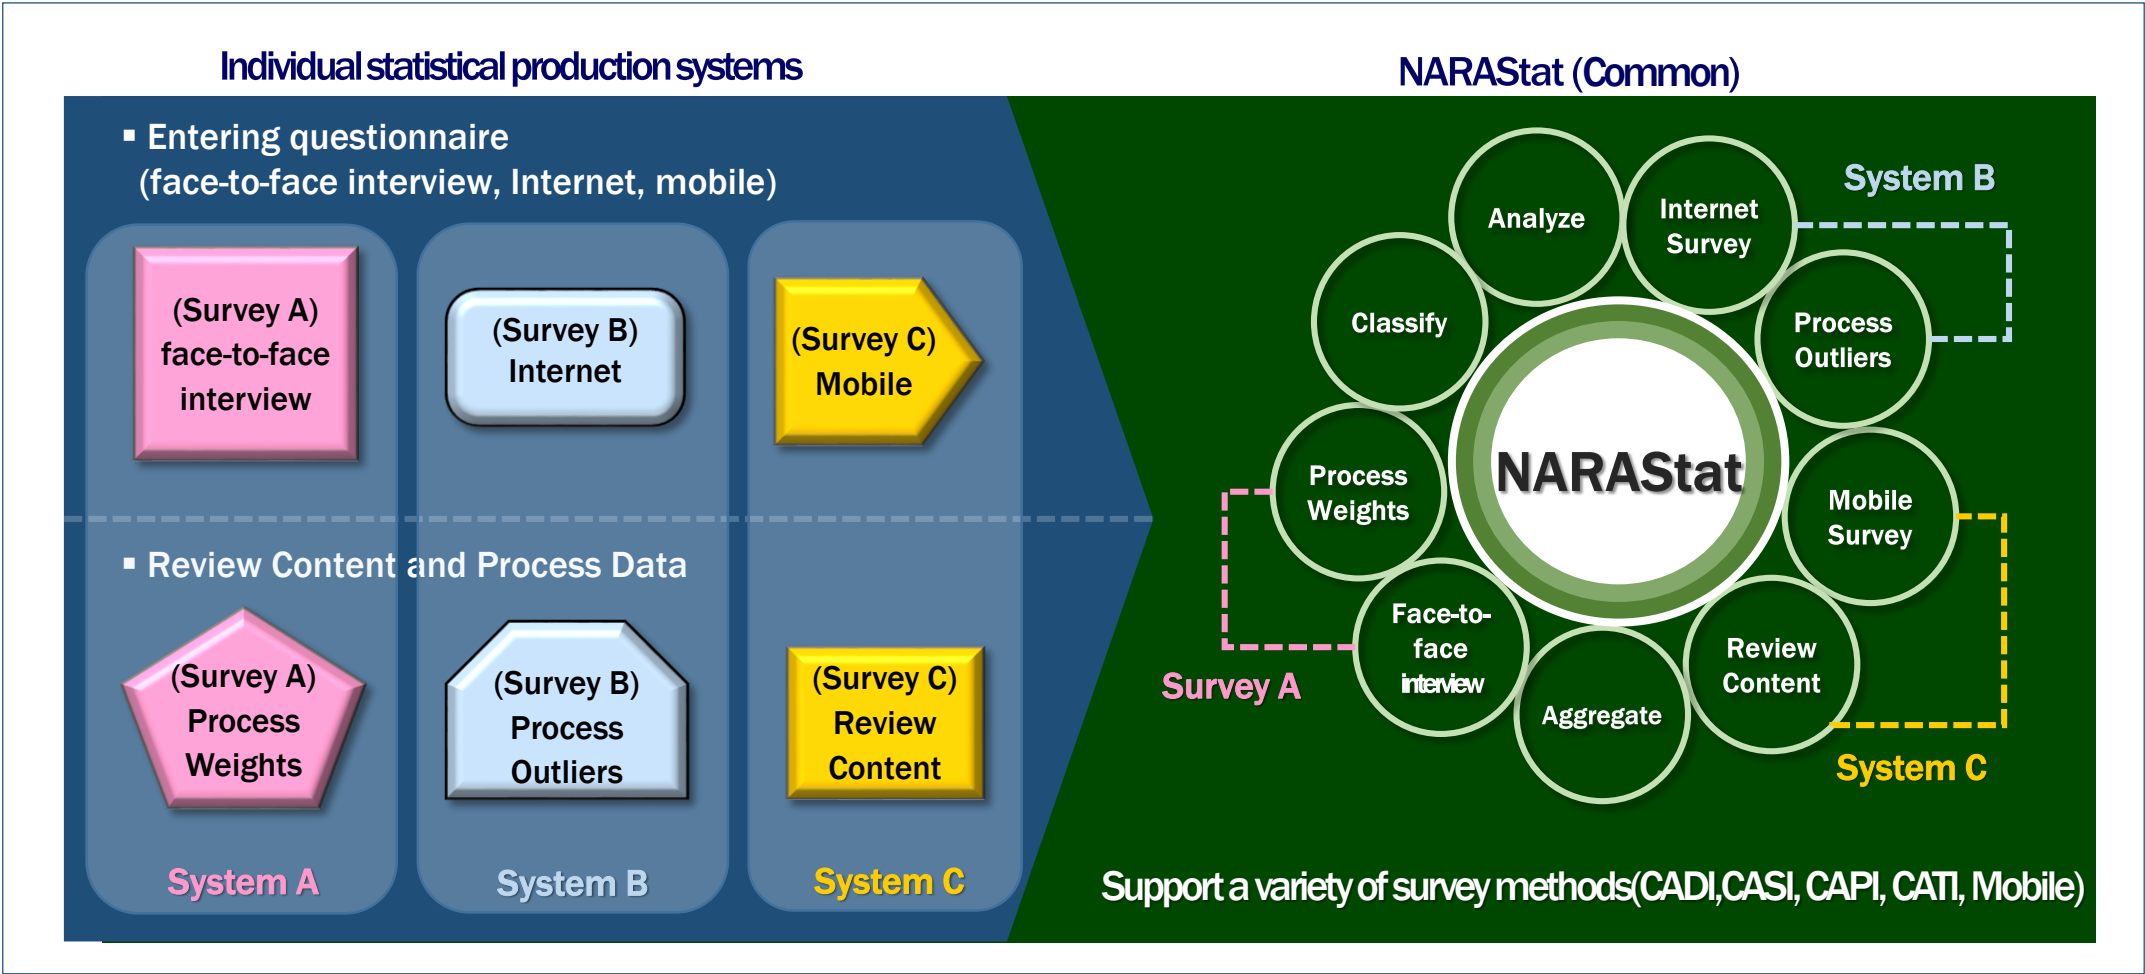 Individual statistical production systems
NARAStat (Common)
▪ Entering questionnaire
(face-to-face interview, Internet, mobile)
(Survey A)
face-to-face
interview
(Survey B)
Internet
(Survey C)
Mobile
▪ Review Content and Process Data
(Survey A)
Process
Weights
(Survey B)
Process
Outliers
(Survey C)
Review
Content
System A
System B
System C
Analyze
Internet
Survey
System B
Classify
Process
Outliers
Process
Weights
NARAStat
Mobile
Survey
Face-to-
face
interview
Review
Content
Survey A
Aggregate
System C
Support a variety of survey methods(CADI,CASI, CAPI, CATI, Mobile)